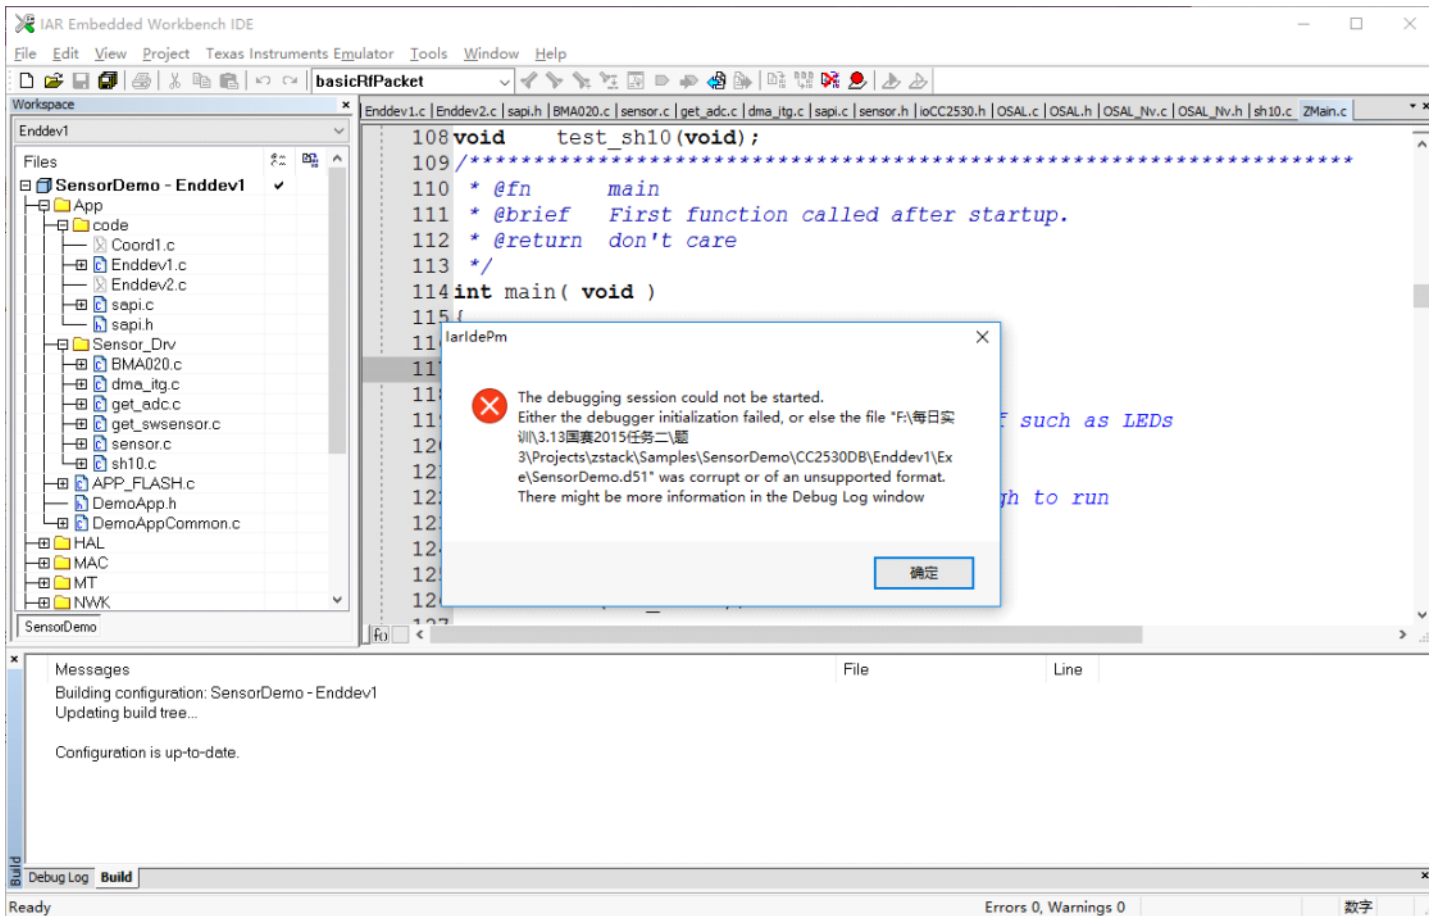 IAR Embedded Workbench IDE
File Edit View Project Texas Instruments Emulator Tools Window Help
basicRfPacket
Workspace
Enddev1.c Enddev2.c sapi.h BMA020.c sensor.c get_adc.c dma_itg.c sapi.c sensor.h ioCC2530.h OSAL.c OSAL.h OSAL_Nv.c OSAL_Nv.h sh10.c ZMain.c
Enddev1
Files
SensorDemo - Enddev1
App
code
Coord1.c
Enddev1.c
Enddev2.c
sapi.c
sapi.h
Sensor_Drv
BMA020.c
dma_itg.c
get_adc.c
get_swsensor.c
sensor.c
sh10.c
APP_FLASH.c
DemoApp.h
DemoAppCommon.c
HAL
MAC
MT
NWK
SensorDemo
108 void test_sh10(void);
109 /*********************************************************************
110 * @fn main
111 * @brief First function called after startup.
112 * @return don't care
113 */
114 int main( void )
115 {
f such as LEDs
gh to run
IarIdePm
The debugging session could not be started.
Either the debugger initialization failed, or else the file "F:\每日实
训\3.13国赛2015任务二\题
3\Projects\zstack\Samples\SensorDemo\CC2530DB\Enddev1\Ex
e\SensorDemo.d51" was corrupt or of an unsupported format.
There might be more information in the Debug Log window
确定
Messages File Line
Building configuration: SensorDemo - Enddev1
Updating build tree...
Configuration is up-to-date.
Build
Debug Log Build
Ready Errors 0, Warnings 0 数字